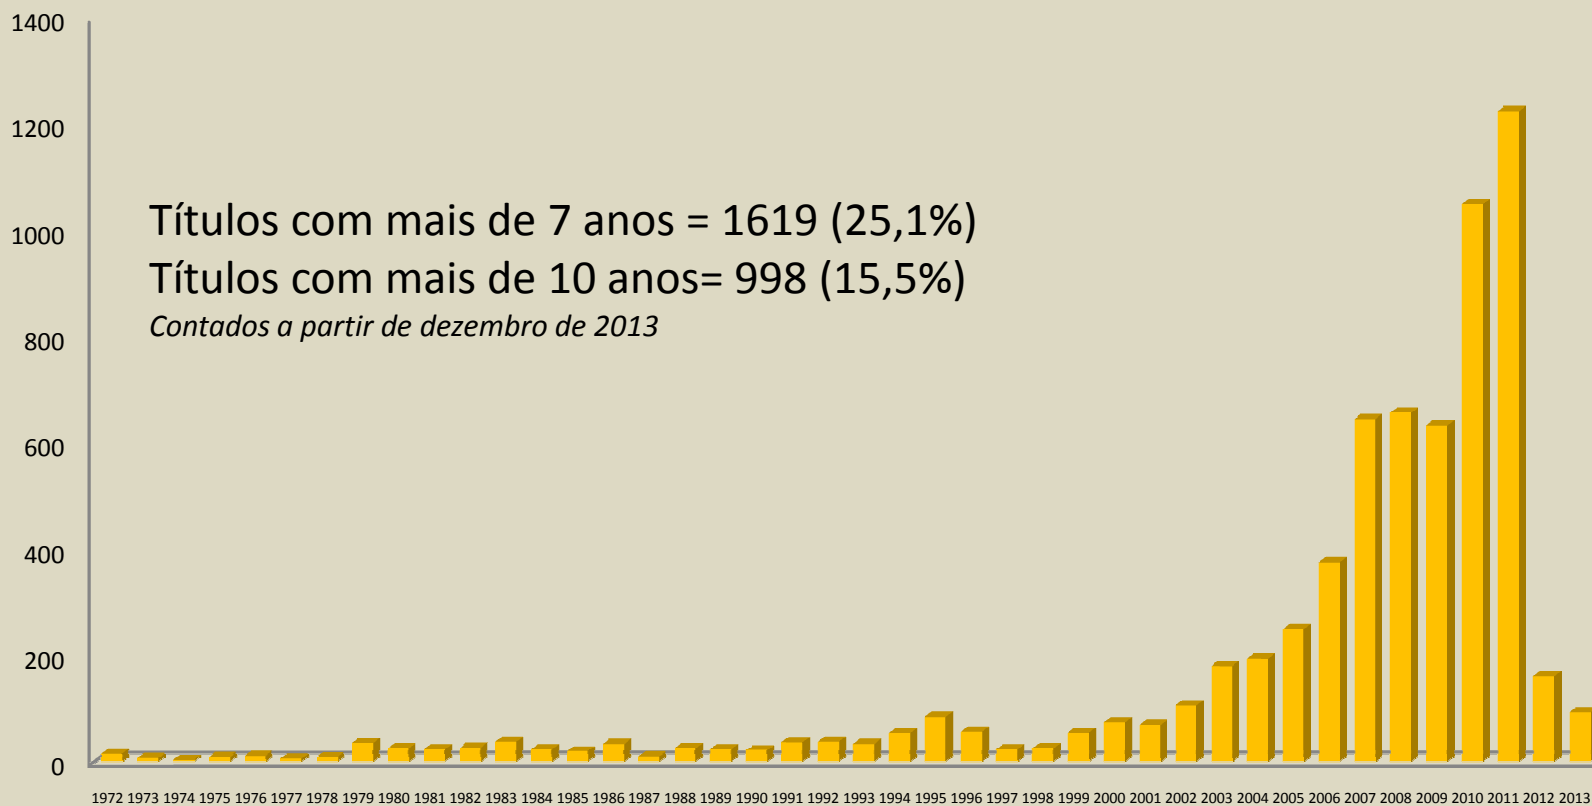 1400
1200
1000
800
600
400
200
0
Títulos com mais de 7 anos = 1619 (25,1%)
Títulos com mais de 10 anos= 998 (15,5%)
Contados a partir de dezembro de 2013
1972 1973 1974 1975 1976 1977 1978 1979 1980 1981 1982 1983 1984 1985 1986 1987 1988 1989 1990 1991 1992 1993 1994 1995 1996 1997 1998 1999 2000 2001 2002 2003 2004 2005 2006 2007 2008 2009 2010 2011 2012 2013